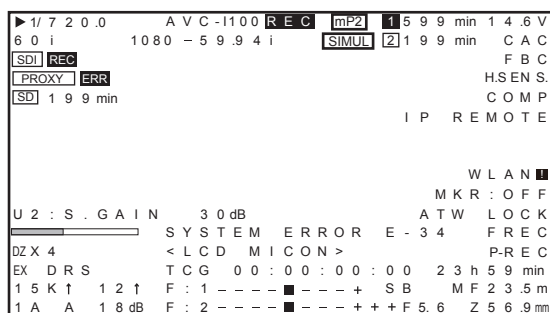 ▶1/720.0 AVC-I100 REC mP2 1 599 min 14.6V
60i 1080-59.94i SIMUL 2 199 min CAC
SDI REC FBC
PROXY ERR H.SENS.
SD 199 min COMP
IP REMOTE
WLAN !
MKR:OFF
U2:S.GAIN 30dB ATW LOCK
SYSTEM ERROR E-34 FREC
DZX4 <LCD MICON> P-REC
EX DRS TCG 00:00:00:00 23h59min
15K↑ 12↑ F:1----■----+ SB MF23.5m
1A A 18dB F:2----■----+++F5.6 Z56.9mm